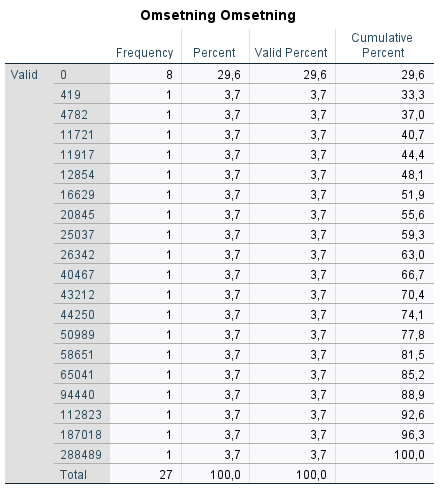 Omsetning Omsetning
Frequency Percent Valid Percent Cumulative Percent
Valid 0 8 29,6 29,6 29,6
419 1 3,7 3,7 33,3
4782 1 3,7 3,7 37,0
11721 1 3,7 3,7 40,7
11917 1 3,7 3,7 44,4
12854 1 3,7 3,7 48,1
16629 1 3,7 3,7 51,9
20845 1 3,7 3,7 55,6
25037 1 3,7 3,7 59,3
26342 1 3,7 3,7 63,0
40467 1 3,7 3,7 66,7
43212 1 3,7 3,7 70,4
44250 1 3,7 3,7 74,1
50989 1 3,7 3,7 77,8
58651 1 3,7 3,7 81,5
65041 1 3,7 3,7 85,2
94440 1 3,7 3,7 88,9
112823 1 3,7 3,7 92,6
187018 1 3,7 3,7 96,3
288489 1 3,7 3,7 100,0
Total 27 100,0 100,0